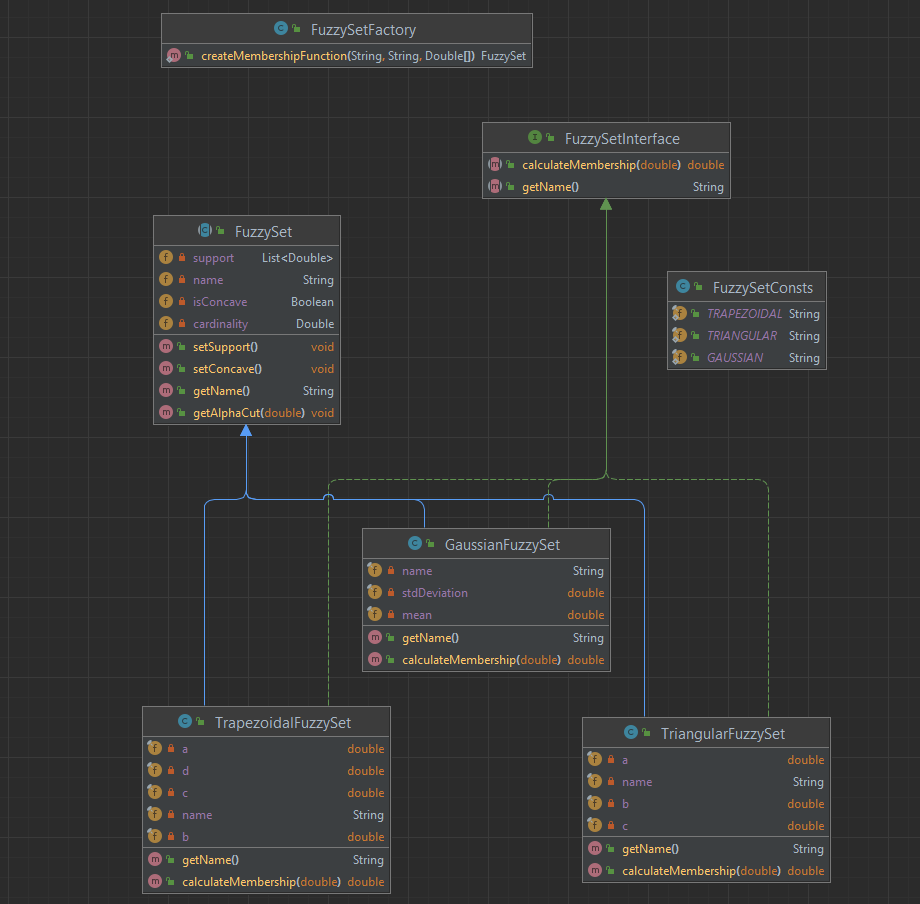 FuzzySetFactory
createMembershipFunction(String, String, Double[]) FuzzySet
FuzzySetInterface
calculateMembership(double) double
getName() String
FuzzySet
support List<Double>
name String
isConcave Boolean
cardinality Double
setSupport() void
setConcave() void
getName() String
getAlphaCut(double) void
FuzzySetConsts
TRAPEZOIDAL String
TRIANGULAR String
GAUSSIAN String
GaussianFuzzySet
name String
stdDeviation double
mean double
getName() String
calculateMembership(double) double
TrapezoidalFuzzySet
a double
d double
c double
name String
b double
getName() String
calculateMembership(double) double
TriangularFuzzySet
a double
name String
b double
c double
getName() String
calculateMembership(double) double